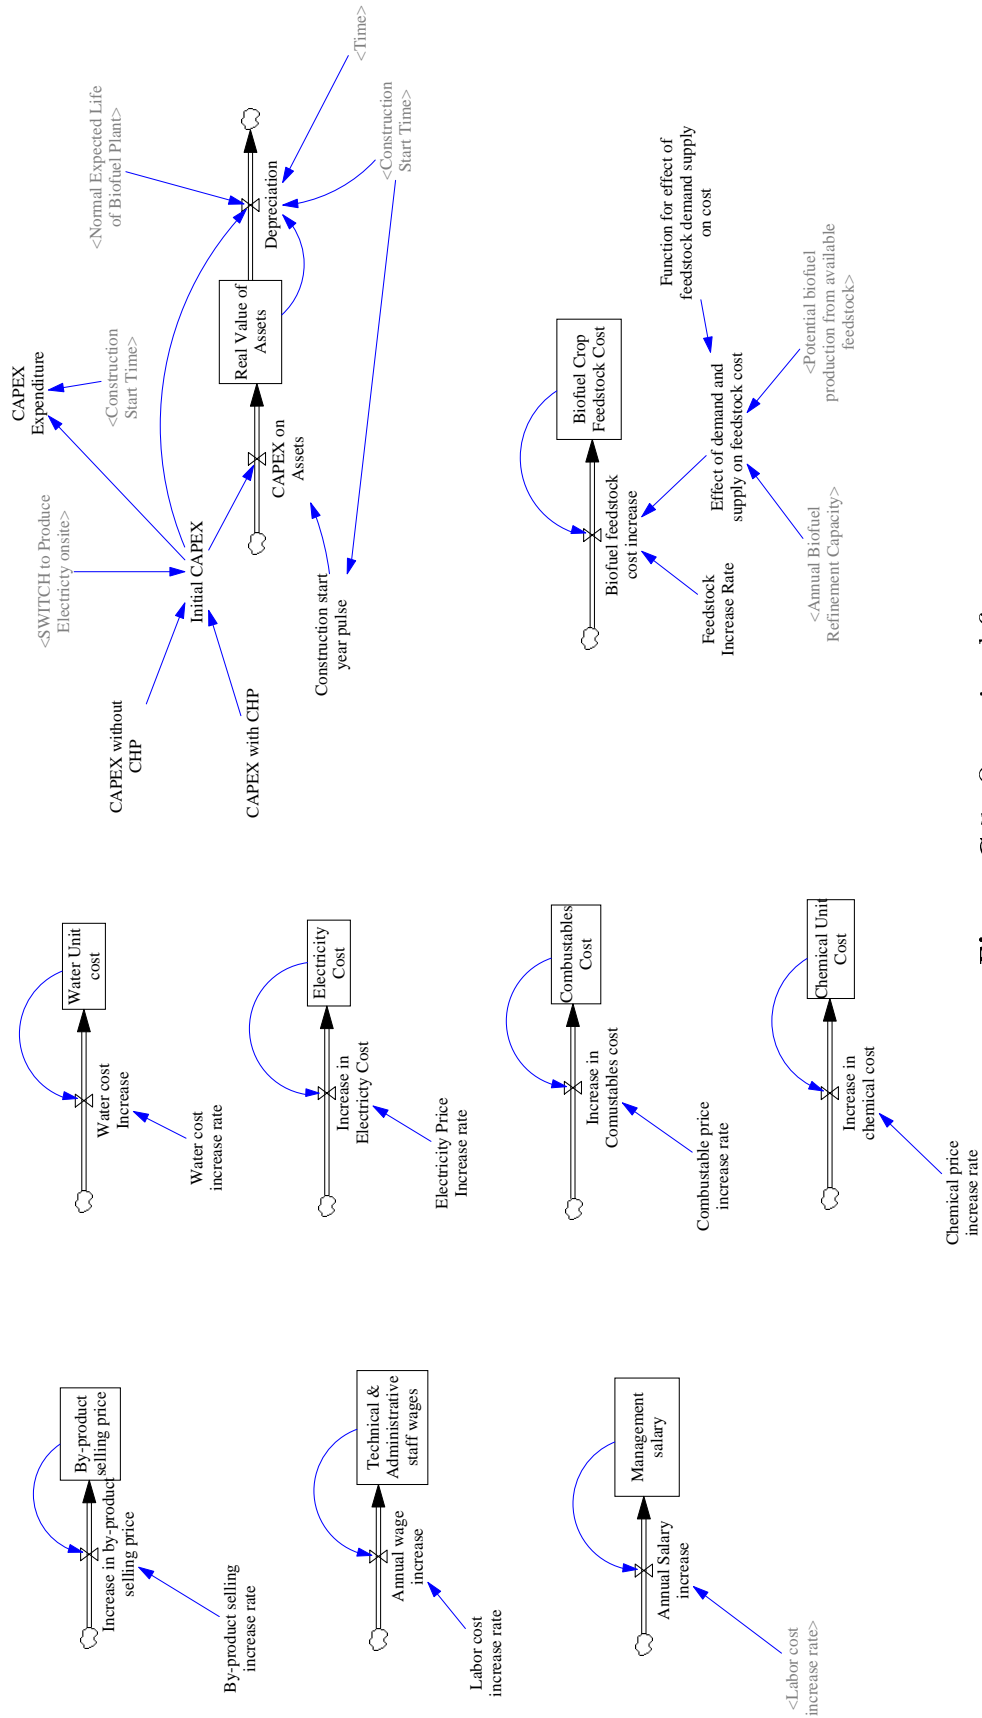 By-product
selling price
Increase in by-product
selling price
By-product selling
increase rate
Technical &
Administrative
staff wages
Annual wage
increase
Labor cost
increase rate
Management
salary
Annual Salary
increase
<Labor cost
increase rate>
Water Unit
cost
Water cost
Increase
Water cost
increase rate
Electricity
Cost
Increase in
Electricty Cost
Electricity Price
Increase rate
Combustables
Cost
Increase in
Comustables cost
Combustable price
increase rate
Chemical Unit
Cost
Increase in
chemical cost
Chemical price
increase rate
CAPEX
Expenditure
<SWITCH to Produce
Electricty onsite>
<Construction
Start Time>
<Normal Expected Life
of Biofuel Plant>
CAPEX without
CHP
Initial CAPEX
CAPEX with CHP
Real Value of
Assets
CAPEX on
Assets
Depreciation
<Time>
<Construction
Start Time>
Construction start
year pulse
Biofuel Crop
Feedstock Cost
Biofuel feedstock
cost increase
Feedstock
Increase Rate
Effect of demand and
supply on feedstock cost
Function for effect of
feedstock demand supply
on cost
<Annual Biofuel
Refinement Capacity>
<Potential biofuel
production from available
feedstock>